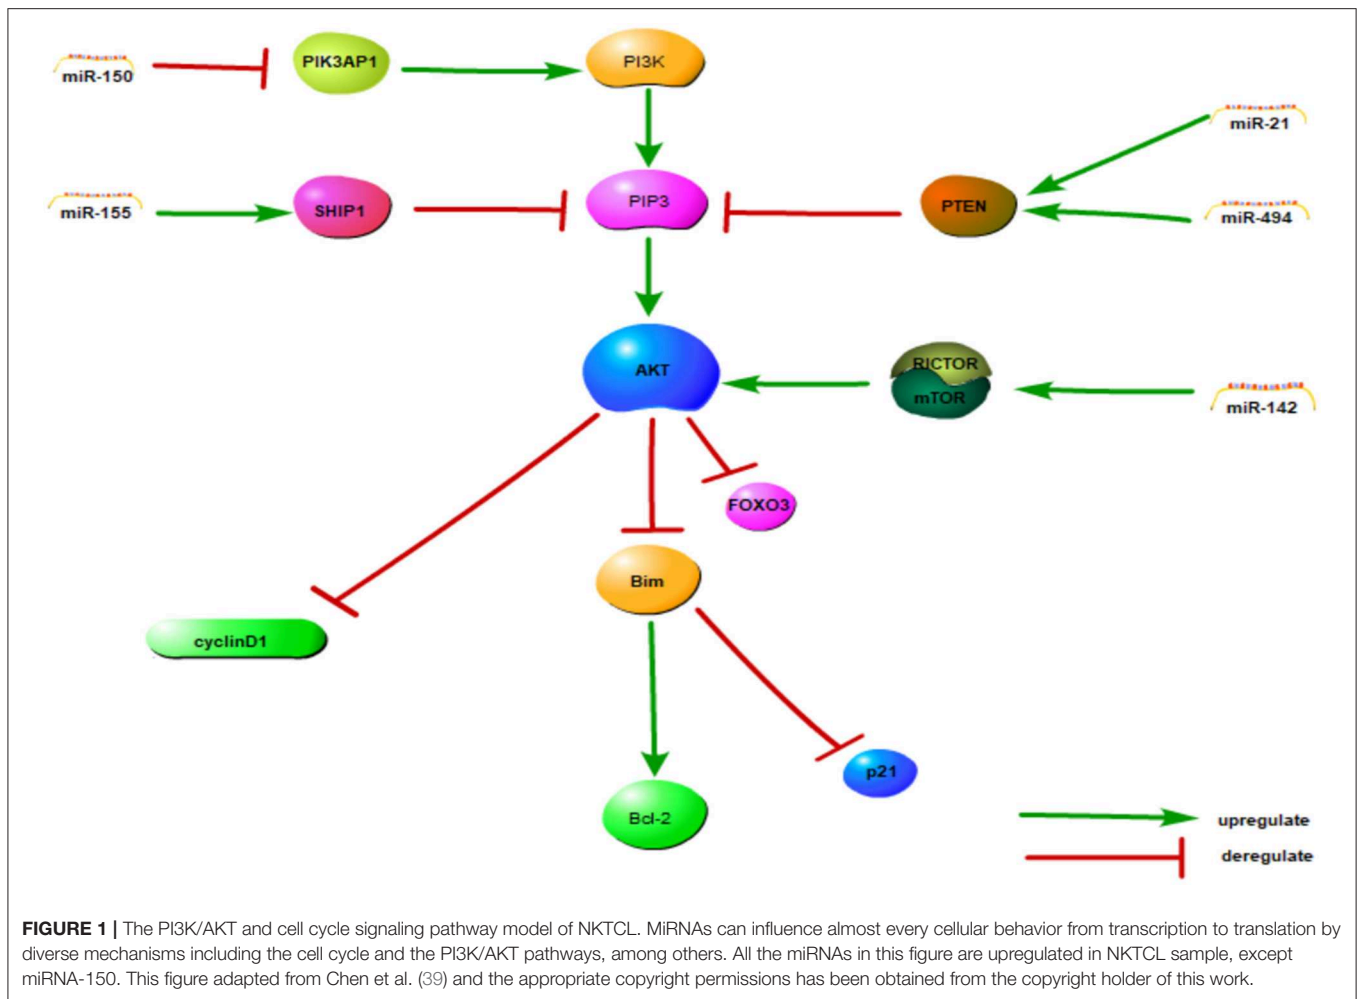 miR-150
PIK3AP1
PI3K
miR-21
miR-155
SHIP1
PIP3
PTEN
miR-494
AKT
RICTOR
mTOR
miR-142
FOXO3
Bim
cyclinD1
p21
Bcl-2
upregulate
deregulate
FIGURE 1 | The PI3K/AKT and cell cycle signaling pathway model of NKTCL. MiRNAs can influence almost every cellular behavior from transcription to translation by
diverse mechanisms including the cell cycle and the PI3K/AKT pathways, among others. All the miRNAs in this figure are upregulated in NKTCL sample, except
miRNA-150. This figure adapted from Chen et al. (39) and the appropriate copyright permissions has been obtained from the copyright holder of this work.